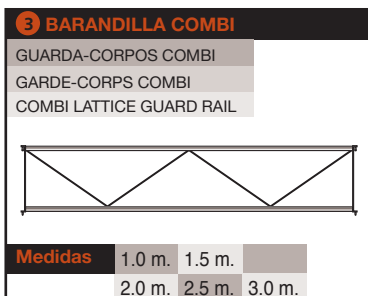 3 BARANDILLA COMBI
GUARDA-CORPOS COMBI
GARDE-CORPS COMBI
COMBI LATTICE GUARD RAIL
Medidas 1.0 m. 1.5 m.
2.0 m. 2.5 m. 3.0 m.